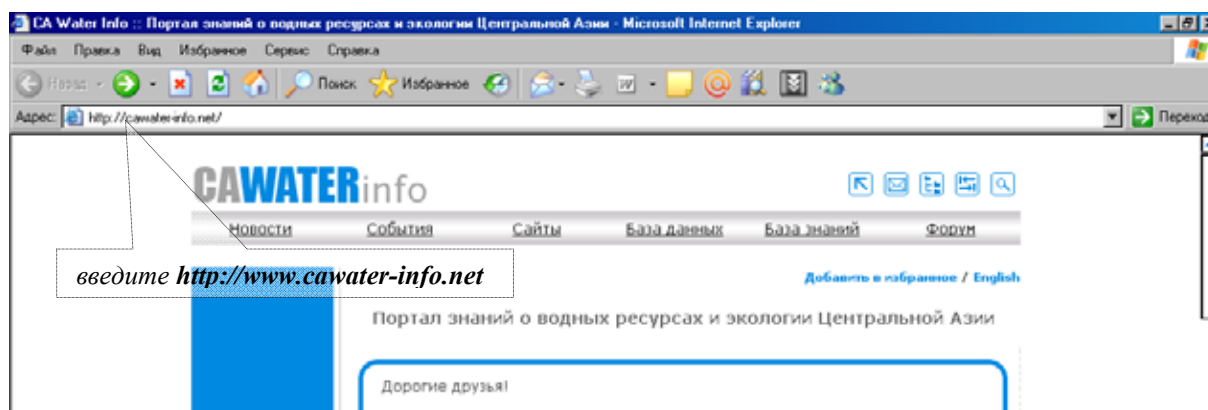 CA Water Info :: Портал знаний о водных ресурсах и экологии Центральной Азии - Microsoft Internet Explorer
Файл Правка Вид Избранное Сервис Справка
Назад Поиск Избранное
Адрес: http://cawater-info.net/ Переход
CAWATERinfo
Новости События Сайты База данных База знаний Форум
введите http://www.cawater-info.net
Добавить в избранное / English
Портал знаний о водных ресурсах и экологии Центральной Азии
Дорогие друзья!